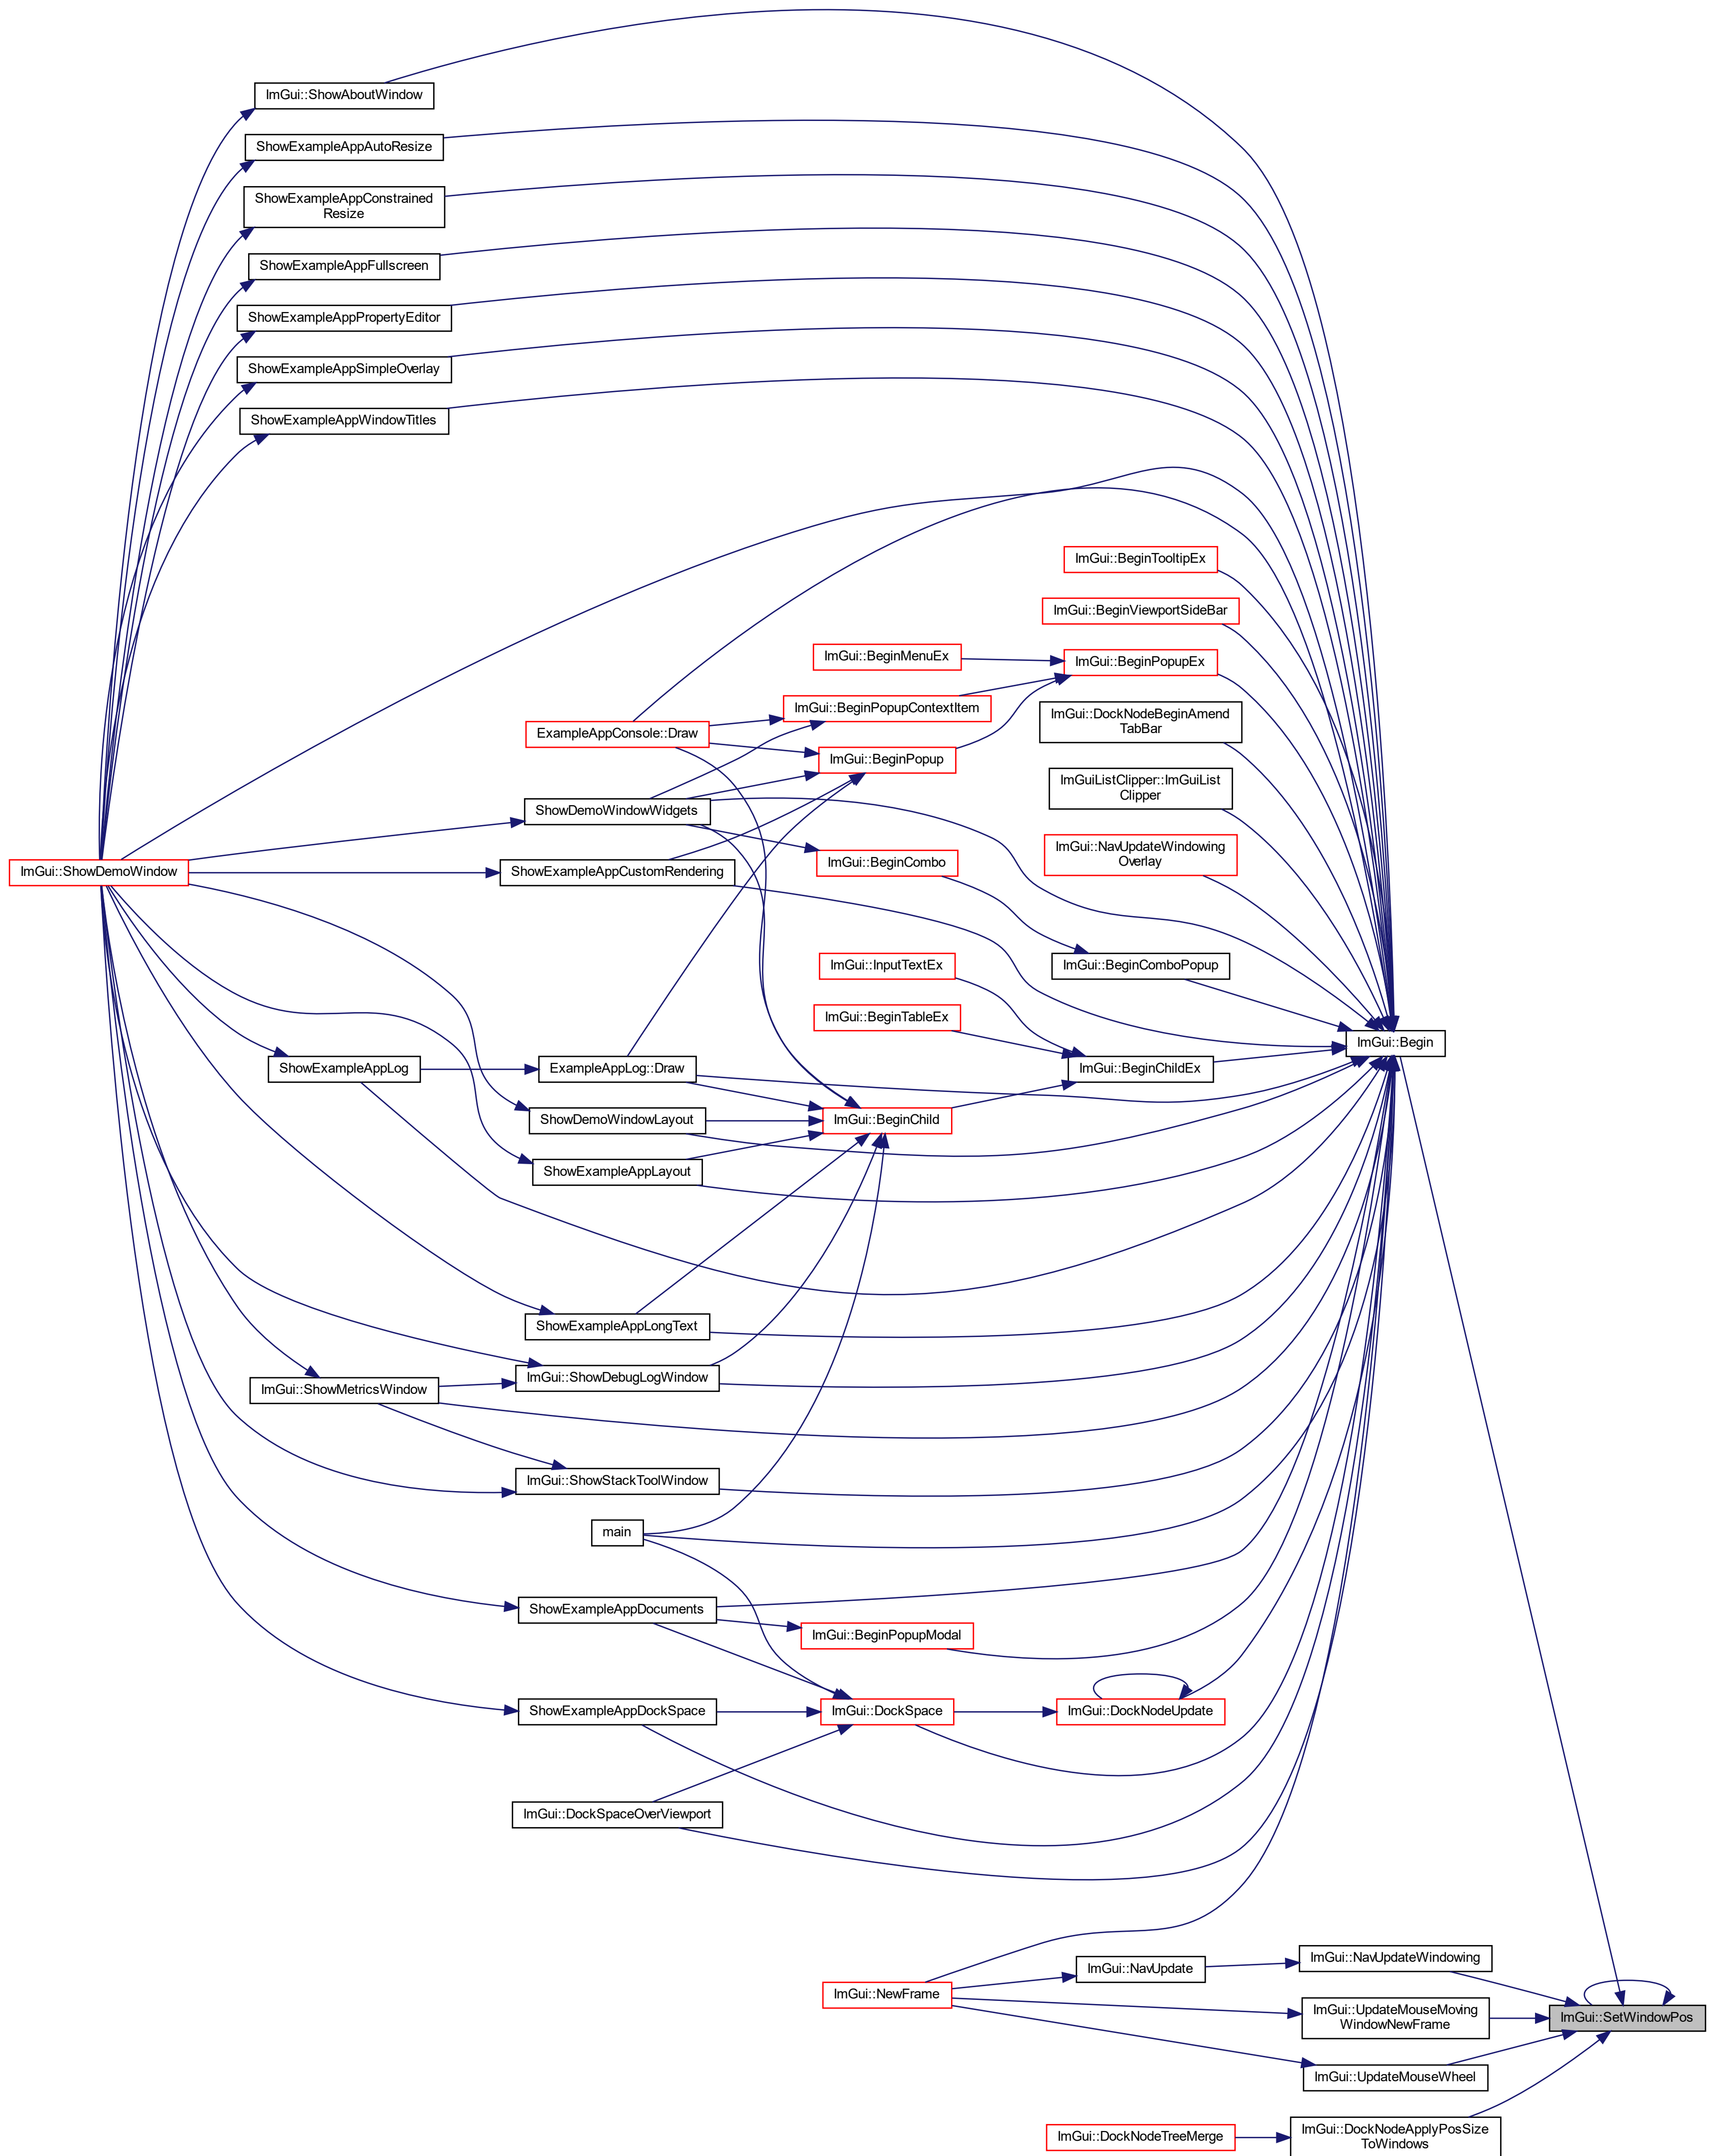 ImGui::ShowAboutWindow
ShowExampleAppAutoResize
ShowExampleAppConstrained
Resize
ShowExampleAppFullscreen
ShowExampleAppPropertyEditor
ShowExampleAppSimpleOverlay
ShowExampleAppWindowTitles
ImGui::BeginTooltipEx
ImGui::BeginViewportSideBar
ImGui::BeginMenuEx
ImGui::BeginPopupEx
ImGui::BeginPopupContextItem
ImGui::DockNodeBeginAmend
TabBar
ExampleAppConsole::Draw
ImGui::BeginPopup
ImGuiListClipper::ImGuiList
Clipper
ShowDemoWindowWidgets
ImGui::NavUpdateWindowing
Overlay
ImGui::BeginCombo
ImGui::ShowDemoWindow
ShowExampleAppCustomRendering
ImGui::InputTextEx
ImGui::BeginComboPopup
ImGui::BeginTableEx
ImGui::Begin
ShowExampleAppLog
ExampleAppLog::Draw
ImGui::BeginChildEx
ShowDemoWindowLayout
ImGui::BeginChild
ShowExampleAppLayout
ShowExampleAppLongText
ImGui::ShowDebugLogWindow
ImGui::ShowMetricsWindow
ImGui::ShowStackToolWindow
main
ShowExampleAppDocuments
ImGui::BeginPopupModal
ShowExampleAppDockSpace
ImGui::DockSpace
ImGui::DockNodeUpdate
ImGui::DockSpaceOverViewport
ImGui::NavUpdateWindowing
ImGui::NavUpdate
ImGui::NewFrame
ImGui::UpdateMouseMoving
WindowNewFrame
ImGui::SetWindowPos
ImGui::UpdateMouseWheel
ImGui::DockNodeTreeMerge
ImGui::DockNodeApplyPosSize
ToWindows